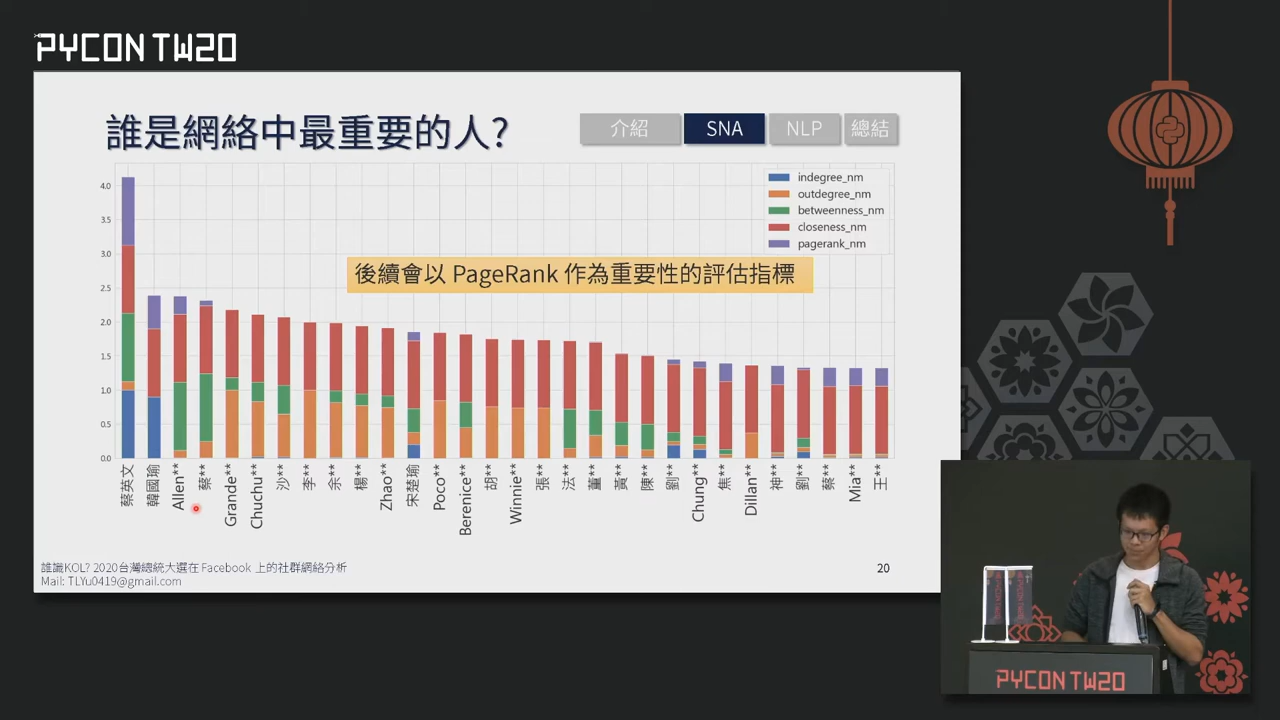 PYCON TW20
誰是網絡中最重要的人?
介紹 SNA NLP 總結
indegree_nm
outdegree_nm
betweenness_nm
closeness_nm
pagerank_nm
後續會以 PageRank 作為重要性的評估指標
4.0
3.5
3.0
2.5
2.0
1.5
1.0
0.5
0.0
蔡英文
韓國瑜
Allen**
蔡**
Grande**
Chuchu**
沙**
李**
余**
楊**
Zhao**
宋楚瑜
Poco**
Berenice**
胡**
Winnie**
張**
法**
董**
黃**
陳**
劉**
Chung**
焦**
Dillan**
神**
劉**
蔡**
Mia**
王**
誰識KOL? 2020台灣總統大選在 Facebook 上的社群網絡分析
Mail: TLYu0419@gmail.com
20
PYCON TW20